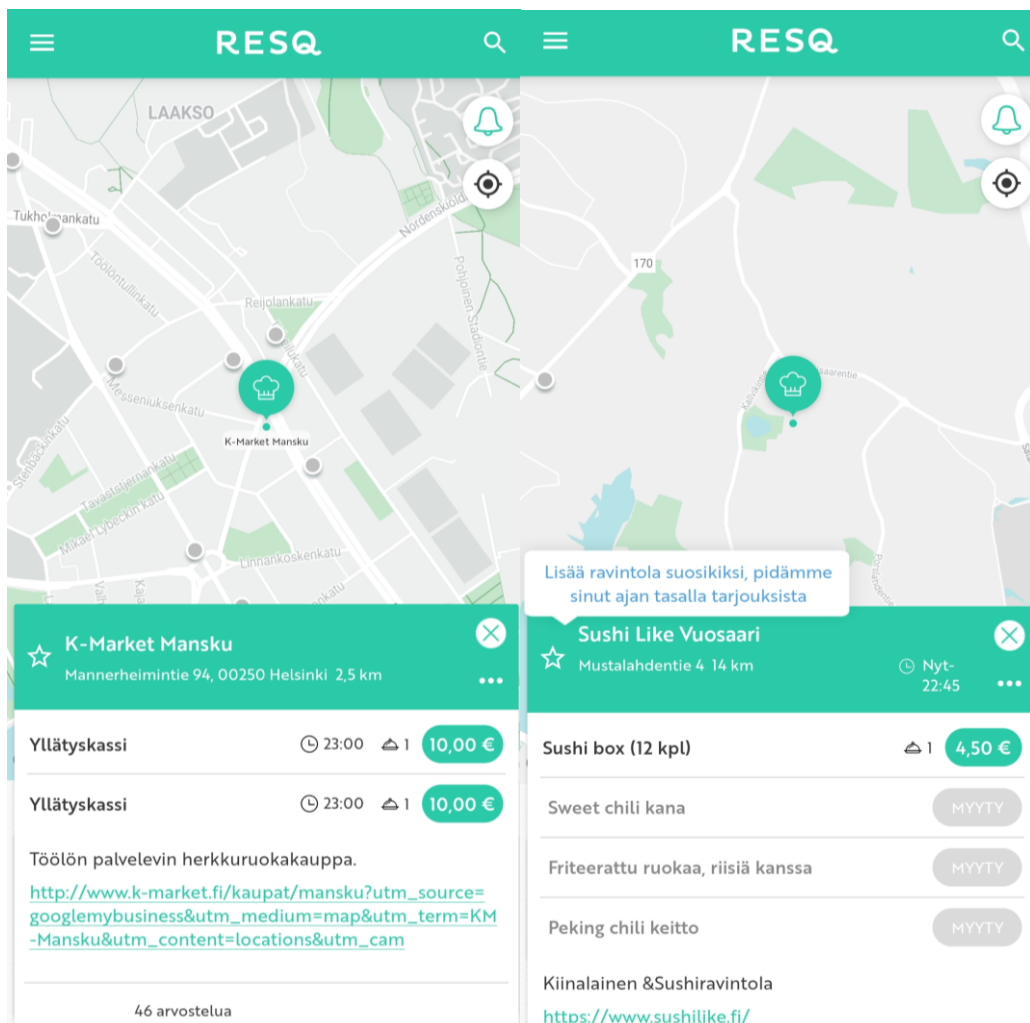 RESQ
LAAKSO
Tukholmankatu
Nordenskiöldi
Töölöntullinkatu
Pohjoinen Stadiontie
Reijolankatu
Messeniuksenkatu
K-Market Mansku
Stenbäckinkatu
Tavaststjernankatu
Mikael Lybeckin katu
Linnankoskenkatu
K-Market Mansku
Mannerheimintie 94, 00250 Helsinki 2,5 km
Yllätyskassi 23:00 1 10,00 €
Yllätyskassi 23:00 1 10,00 €
Töölön palvelevin herkkuruokakauppa.
http://www.k-market.fi/kaupat/mansku?utm_source=
googlemybusiness&utm_medium=map&utm_term=KM
-Mansku&utm_content=locations&utm_cam
46 arvostelua
RESQ
170
saarentie
Lisää ravintola suosikiksi, pidämme
sinut ajan tasalla tarjouksista
Sushi Like Vuosaari
Mustalahdentie 4 14 km
Nyt-
22:45
Sushi box (12 kpl) 1 4,50 €
Sweet chili kana MYYTY
Friteerattu ruokaa, riisiä kanssa MYYTY
Peking chili keitto MYYTY
Kiinalainen &Sushiravintola
https://www.sushilike.fi/